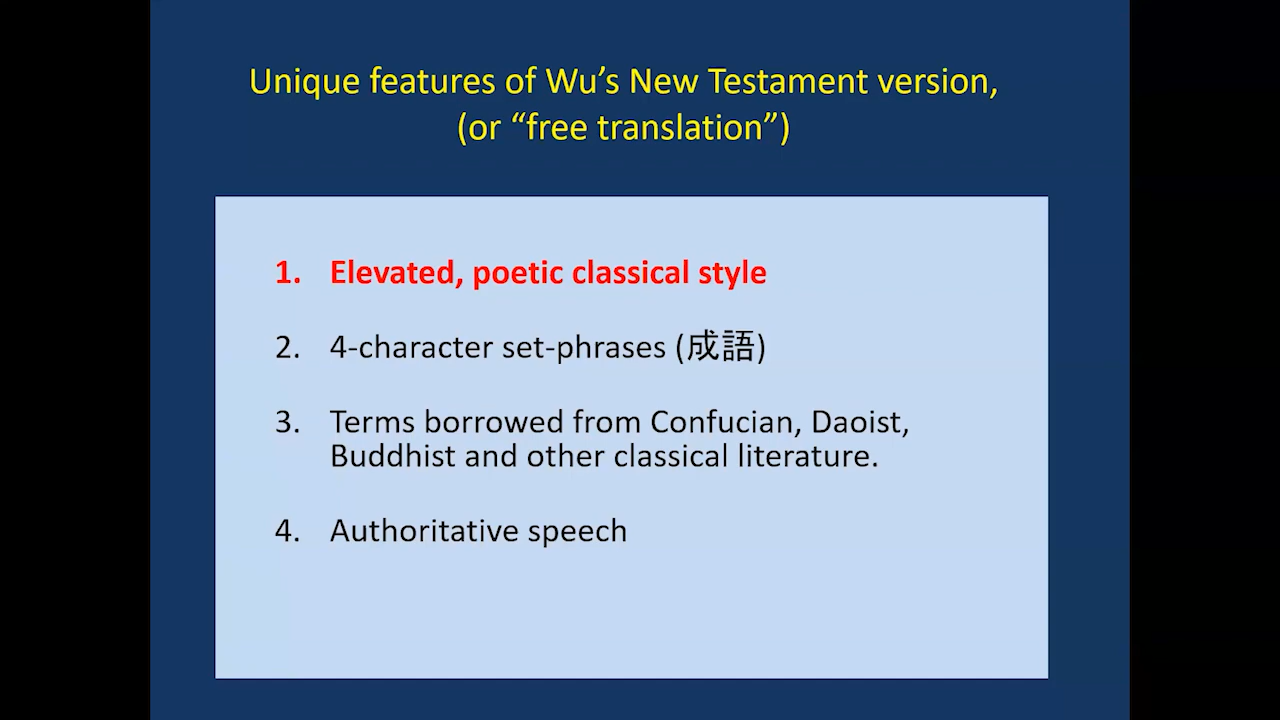 Unique features of Wu’s New Testament version,
(or “free translation”)
1. Elevated, poetic classical style
2. 4-character set-phrases (成語)
3. Terms borrowed from Confucian, Daoist,
Buddhist and other classical literature.
4. Authoritative speech